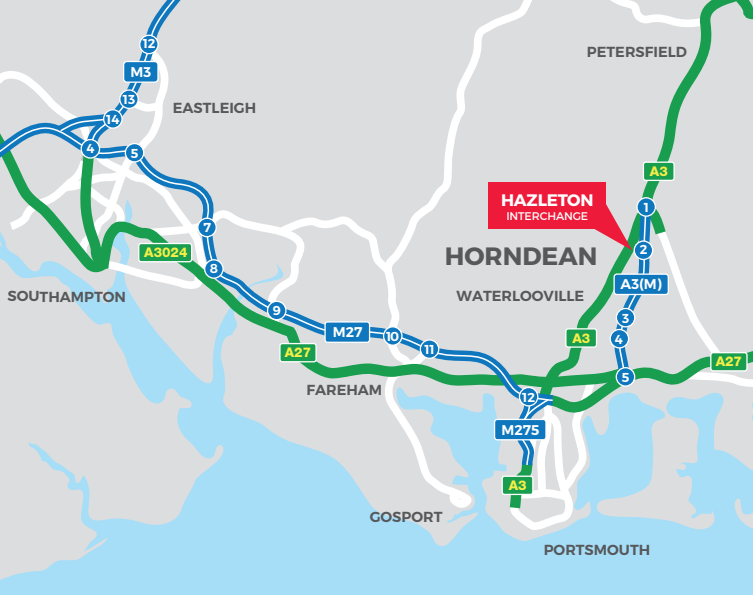 12
PETERSFIELD
M3
13
EASTLEIGH
14
4
5
A3
HAZLETON
INTERCHANGE
1
7
2
HORNDEAN
A3024
8
A3(M)
SOUTHAMPTON
WATERLOOVILLE
9
3
M27
10
A3
4
11
A27
A27
5
FAREHAM
12
M275
A3
GOSPORT
PORTSMOUTH